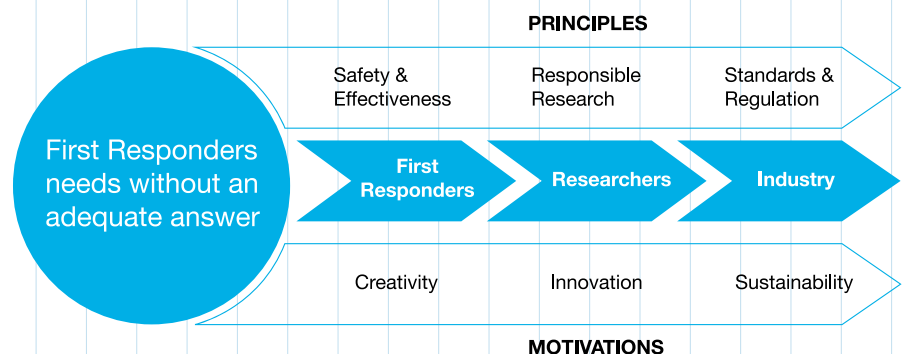 PRINCIPLES
Safety &
Effectiveness
Responsible
Research
Standards &
Regulation
First Responders
needs without an
adequate answer
First
Responders
Researchers
Industry
Creativity
Innovation
Sustainability
MOTIVATIONS